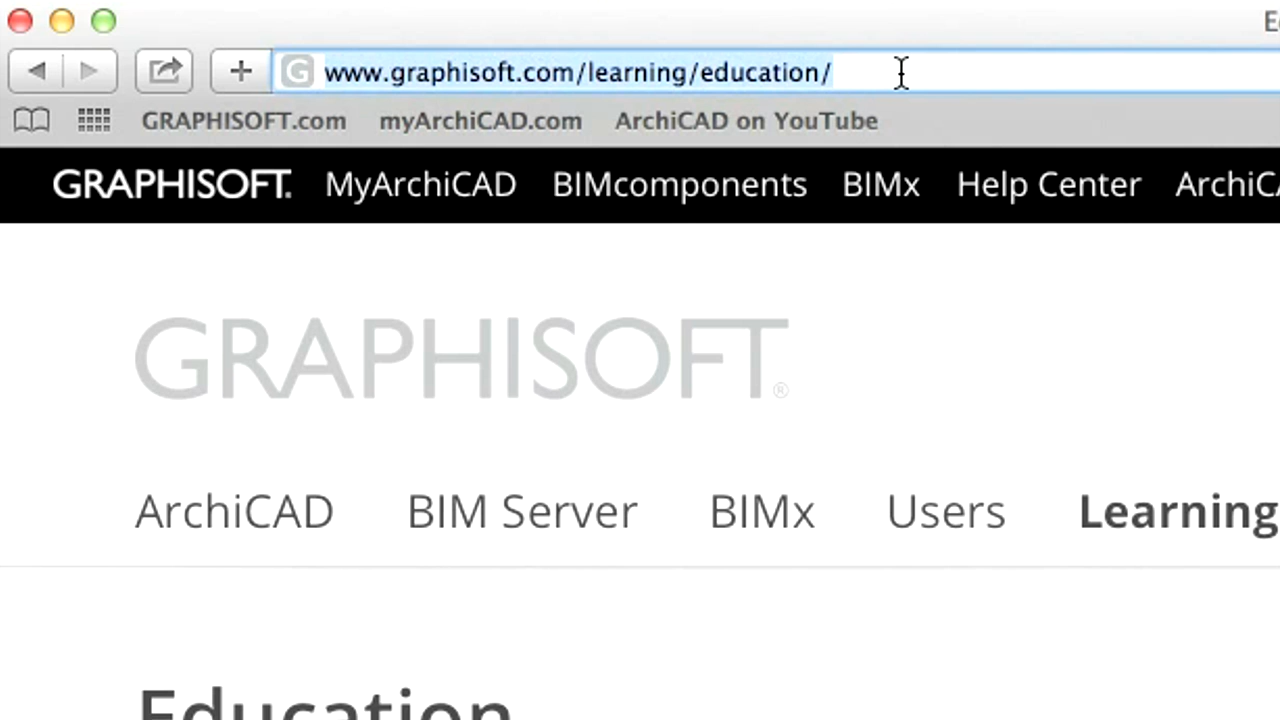 www.graphisoft.com/learning/education/
GRAPHISOFT.com myArchiCAD.com ArchiCAD on YouTube
GRAPHISOFT. MyArchiCAD BIMcomponents BIMx Help Center
GRAPHISOFT®
ArchiCAD BIM Server BIMx Users Learning
Education